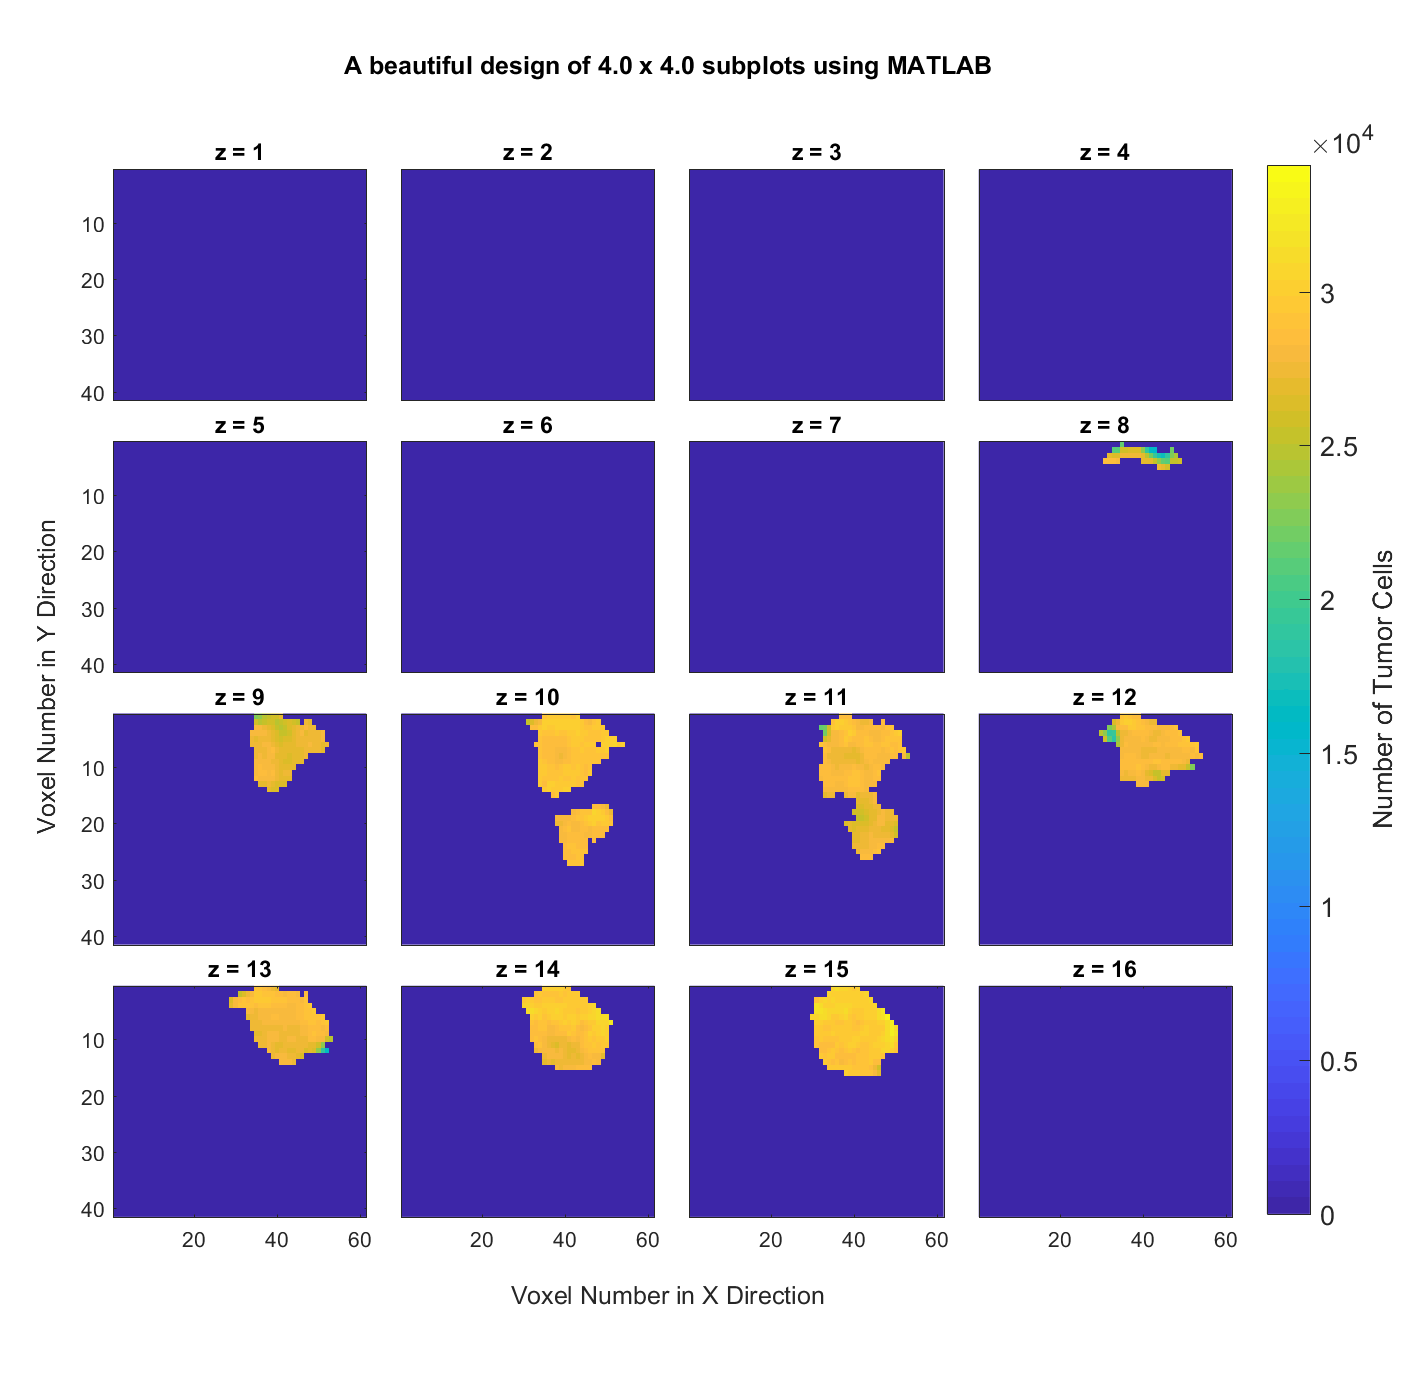 A beautiful design of 4.0 x 4.0 subplots using MATLAB
×10⁴
z = 1
z = 2
z = 3
z = 4
10
20
30
40
z = 5
z = 6
z = 7
z = 8
10
20
30
40
z = 9
z = 10
z = 11
z = 12
10
20
30
40
z = 13
z = 14
z = 15
z = 16
10
20
30
40
20 40 60
20 40 60
20 40 60
20 40 60
Voxel Number in Y Direction
Voxel Number in X Direction
3
2.5
2
1.5
1
0.5
0
Number of Tumor Cells